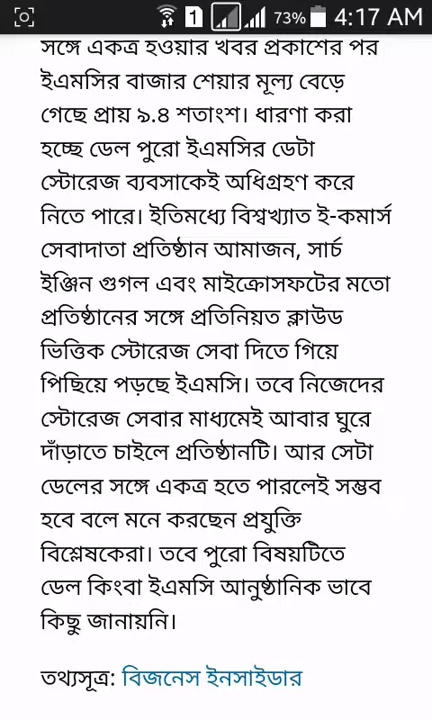 1 73% 4:17 AM
সঙ্গে একত্র হওয়ার খবর প্রকাশের পর
ইএমসির বাজার শেয়ার মূল্য বেড়ে
গেছে প্রায় ৯.৪ শতাংশ। ধারণা করা
হচ্ছে ডেল পুরো ইএমসির ডেটা
স্টোরেজ ব্যবসাকেই অধিগ্রহণ করে
নিতে পারে। ইতিমধ্যে বিশ্বখ্যাত ই-কমার্স
সেবাদাতা প্রতিষ্ঠান আমাজন, সার্চ
ইঞ্জিন গুগল এবং মাইক্রোসফটের মতো
প্রতিষ্ঠানের সঙ্গে প্রতিনিয়ত ক্লাউড
ভিত্তিক স্টোরেজ সেবা দিতে গিয়ে
পিছিয়ে পড়ছে ইএমসি। তবে নিজেদের
স্টোরেজ সেবার মাধ্যমেই আবার ঘুরে
দাঁড়াতে চাইলে প্রতিষ্ঠানটি। আর সেটা
ডেলের সঙ্গে একত্র হতে পারলেই সম্ভব
হবে বলে মনে করছেন প্রযুক্তি
বিশ্লেষকেরা। তবে পুরো বিষয়টিতে
ডেল কিংবা ইএমসি আনুষ্ঠানিক ভাবে
কিছু জানায়নি।
তথ্যসূত্র: বিজনেস ইনসাইডার